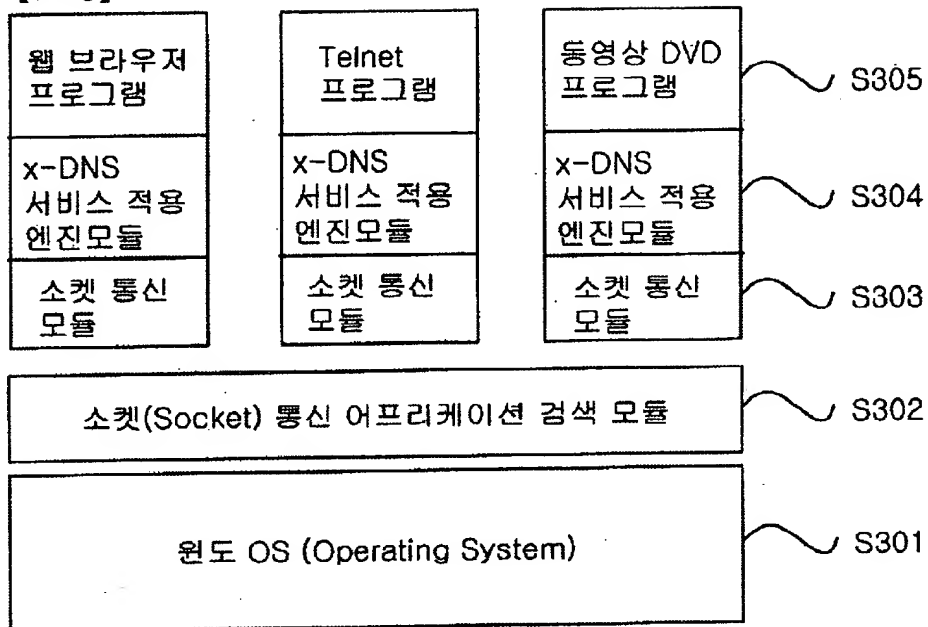 웹 브라우저
프로그램
Telnet
프로그램
동영상 DVD
프로그램
S305
x-DNS
서비스 적용
엔진모듈
x-DNS
서비스 적용
엔진모듈
x-DNS
서비스 적용
엔진모듈
S304
소켓 통신
모듈
소켓 통신
모듈
소켓 통신
모듈
S303
소켓(Socket) 통신 어프리케이션 검색 모듈
S302
윈도 OS (Operating System)
S301